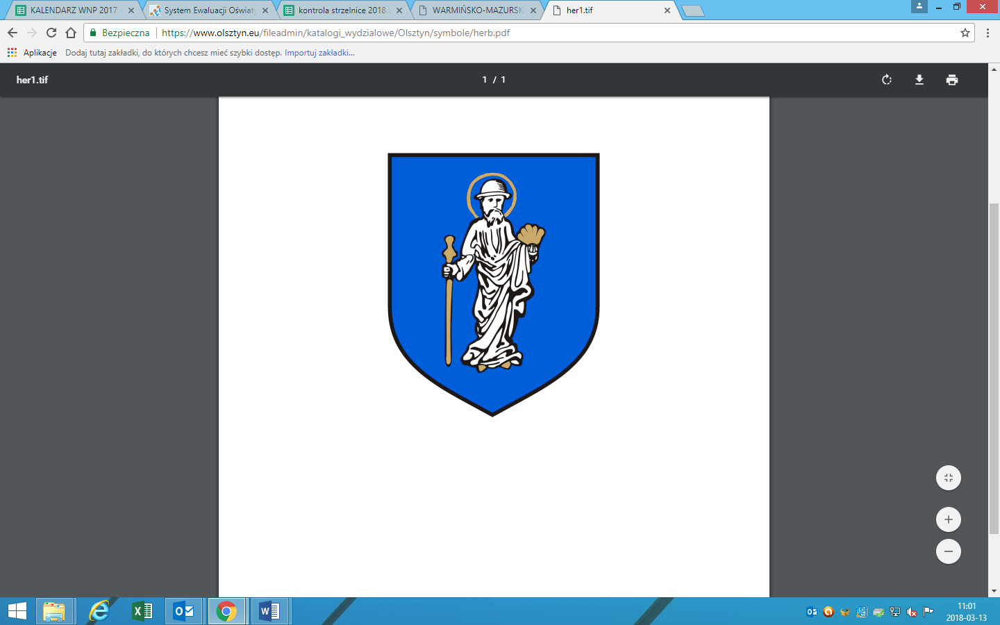 KALENDARZ WNP 2017
System Ewaluacji Oświaty
kontrola strzelnice 2018.
WARMIŃSKO-MAZURSK
her1.tif
Bezpieczna
https://www.olsztyn.eu/fileadmin/katalogi_wydzialowe/Olsztyn/symbole/herb.pdf
Aplikacje
Dodaj tutaj zakładki, do których chcesz mieć szybki dostęp. Importuj zakładki...
her1.tif
1 / 1
11:01
2018-03-13